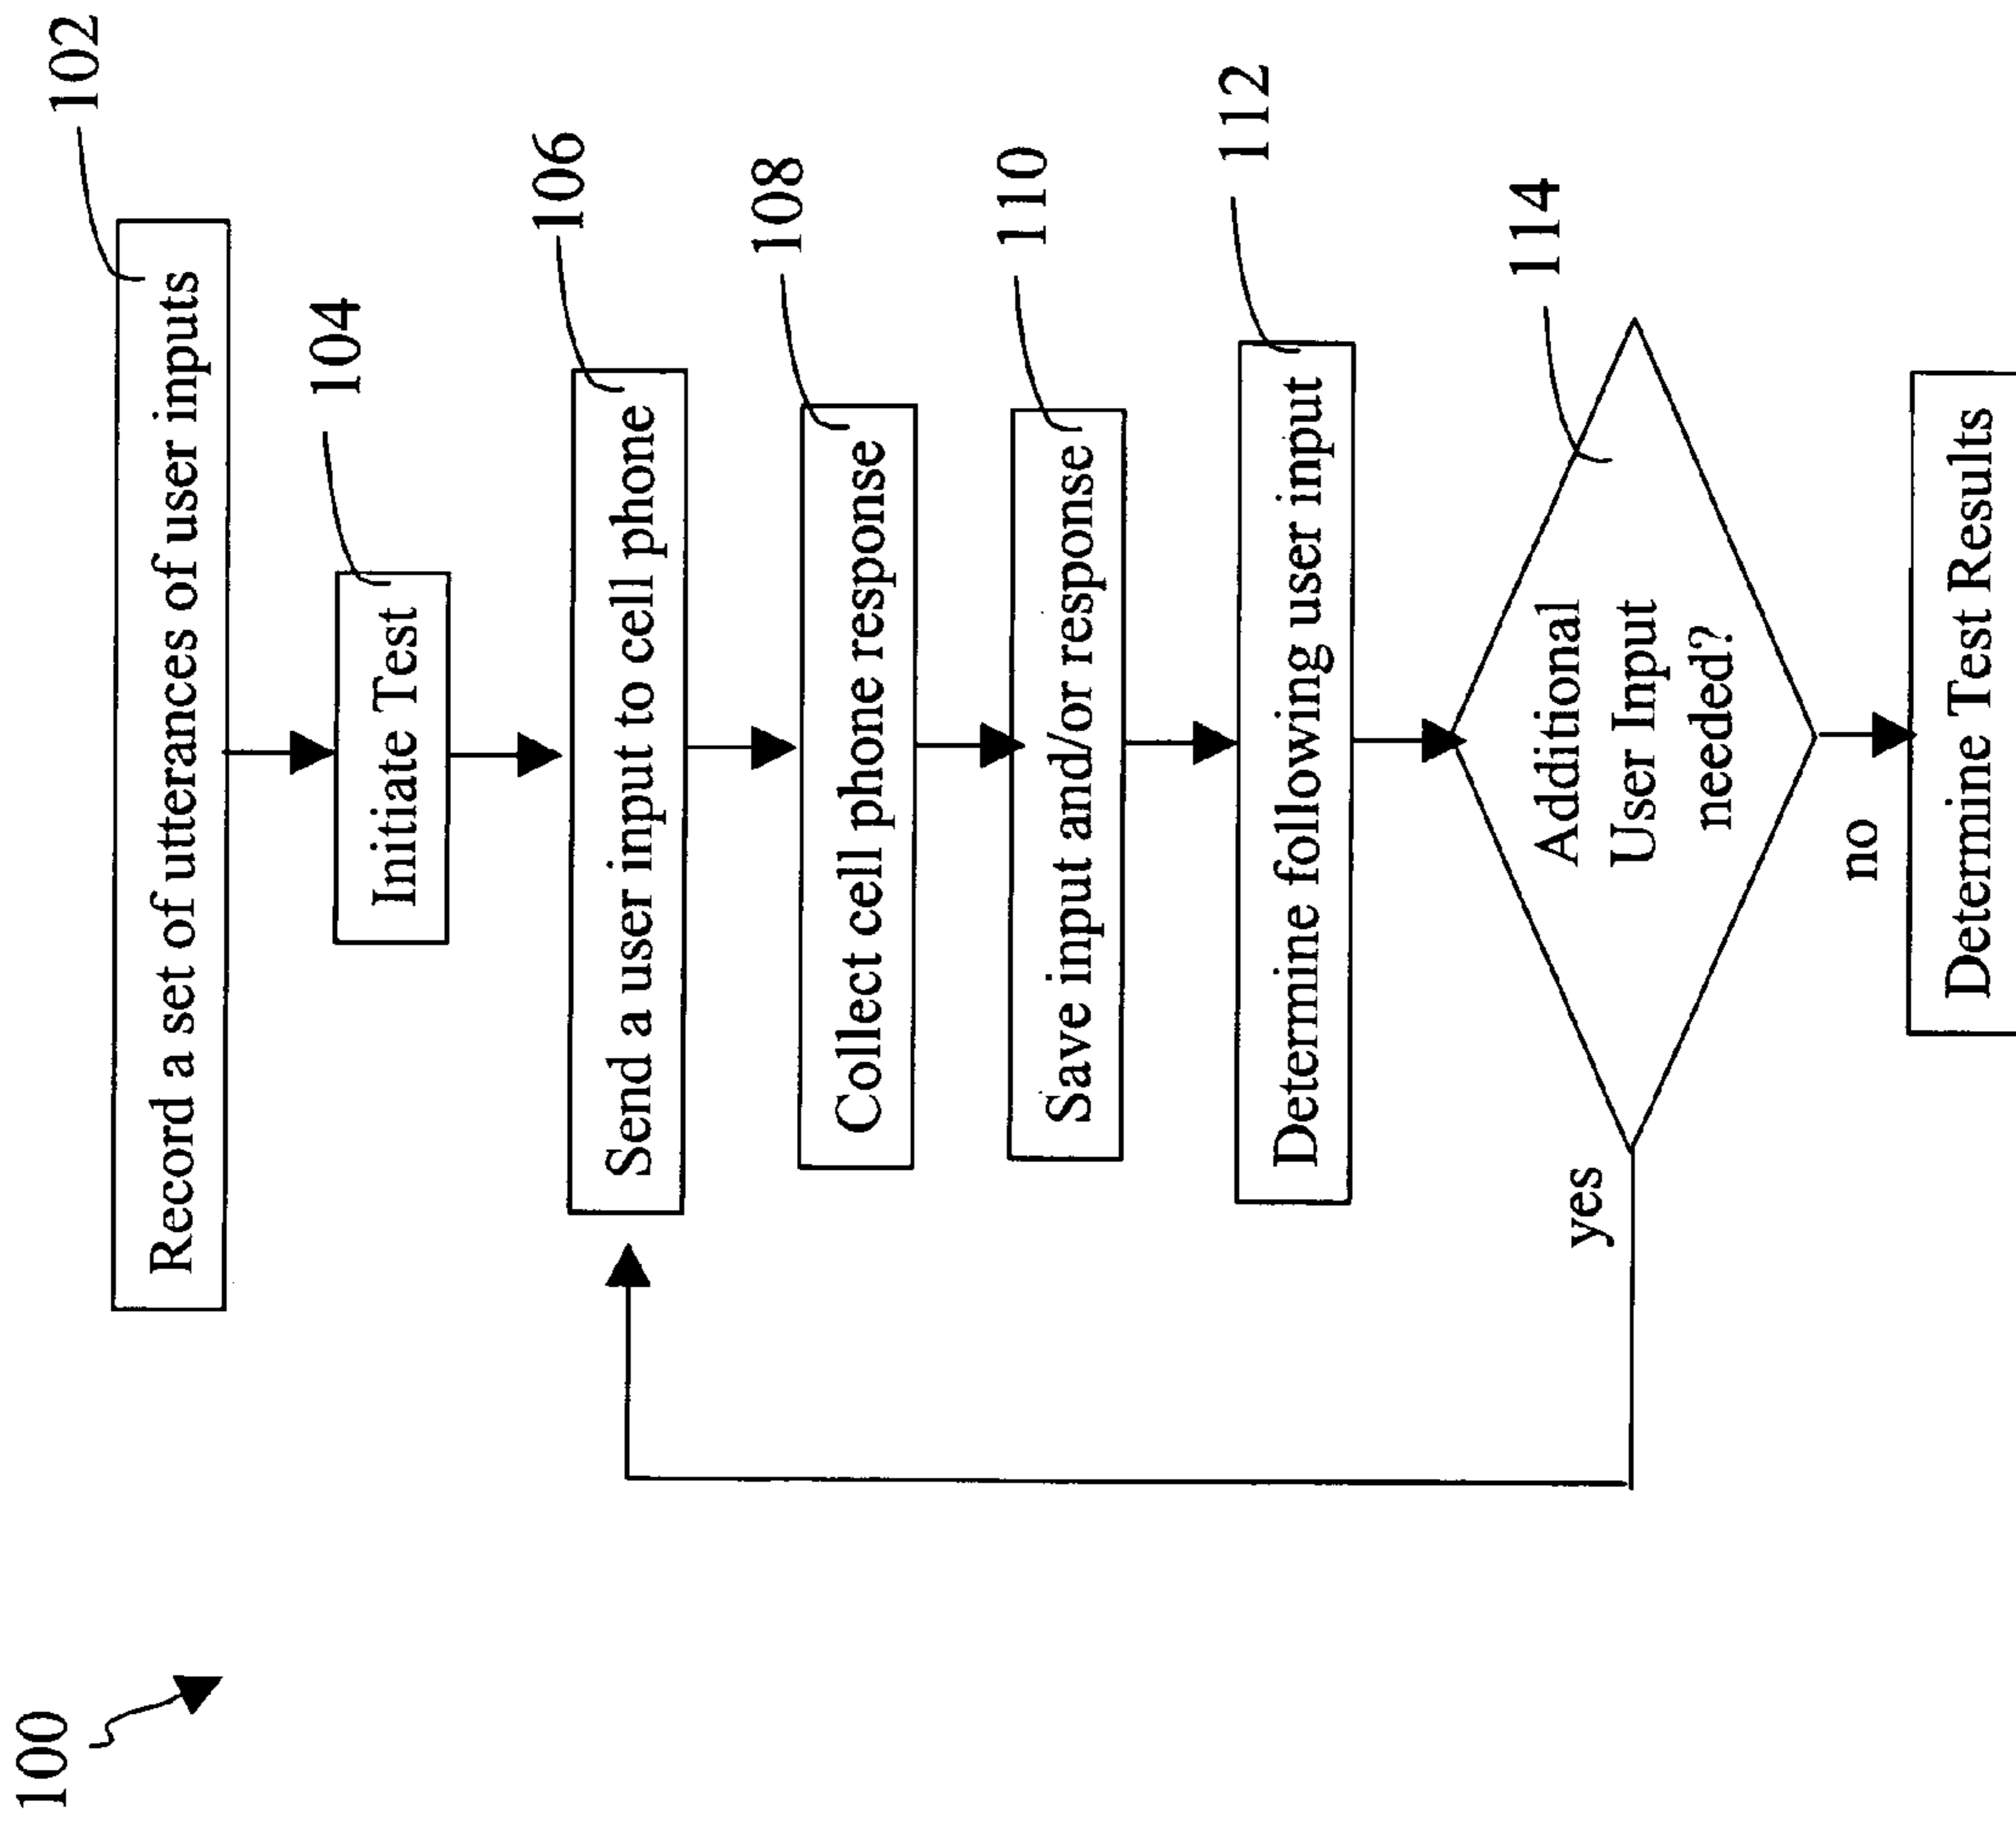 100
102
Record a set of utterances of user inputs
104
Initiate Test
106
Send a user input to cell phone
108
Collect cell phone response
110
Save input and/or response
112
Determine following user input
114
Additional
User Input
needed?
yes
no
Determine Test Results